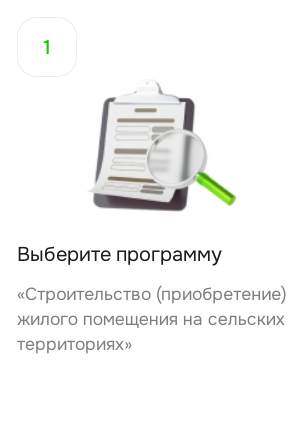 1
Выберите программу
«Строительство (приобретение)
жилого помещения на сельских
территориях»